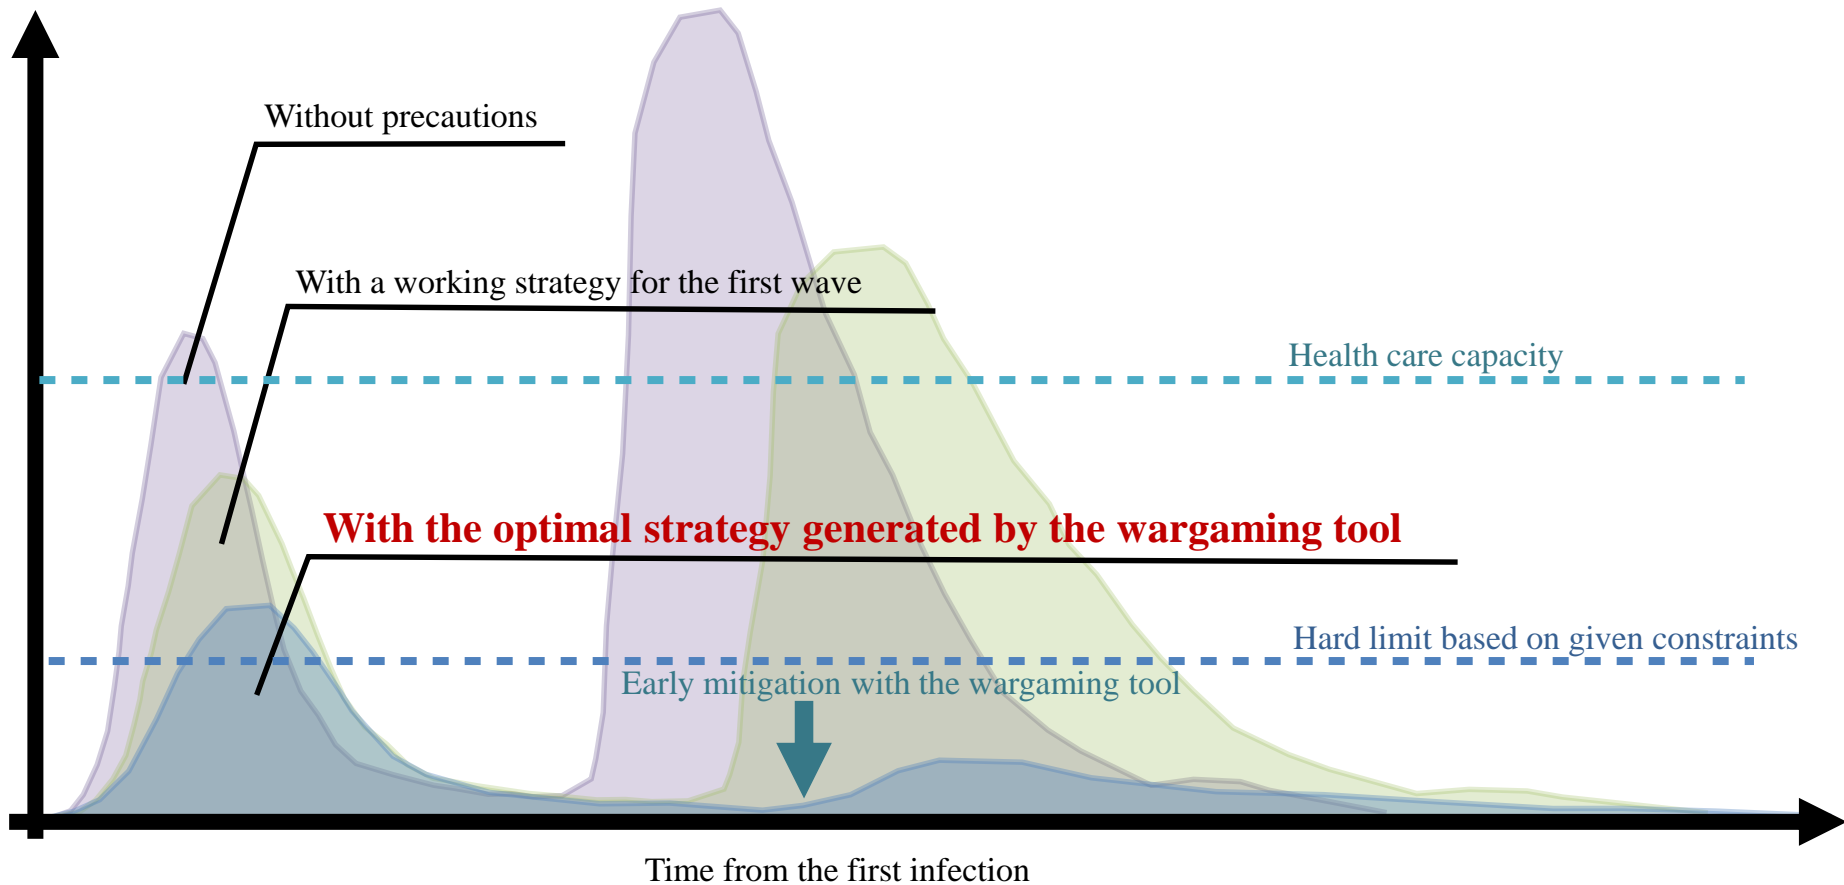 Without precautions
With a working strategy for the first wave
Health care capacity
With the optimal strategy generated by the wargaming tool
Hard limit based on given constraints
Early mitigation with the wargaming tool
Time from the first infection